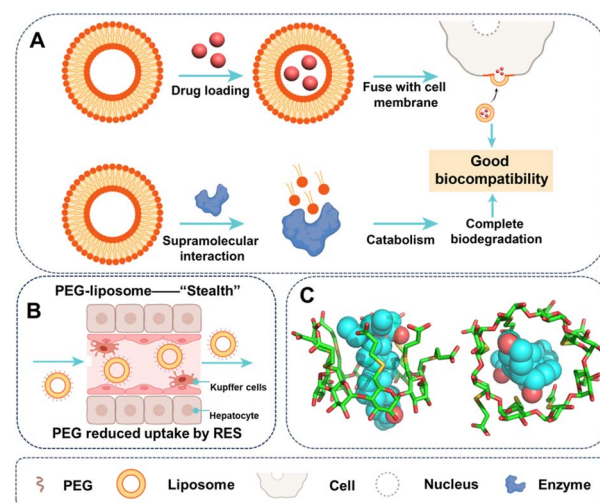 A
Drug loading
Fuse with cell
membrane
Good
biocompatibility
Supramolecular
interaction
Catabolism
Complete
biodegradation
B
PEG-liposome——“Stealth”
Kupffer cells
Hepatocyte
PEG reduced uptake by RES
C
PEG
Liposome
Cell
Nucleus
Enzyme